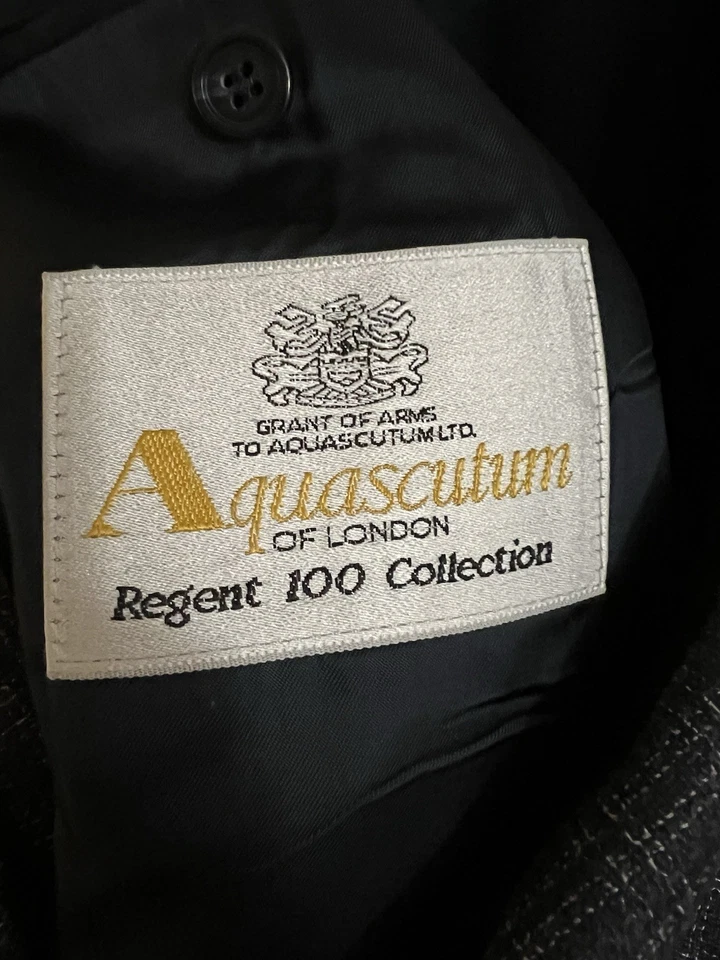 GRANT OF ARMS
TO AQUASCUTUM LTD.
Aquascutum
OF LONDON
Regent 100 Collection